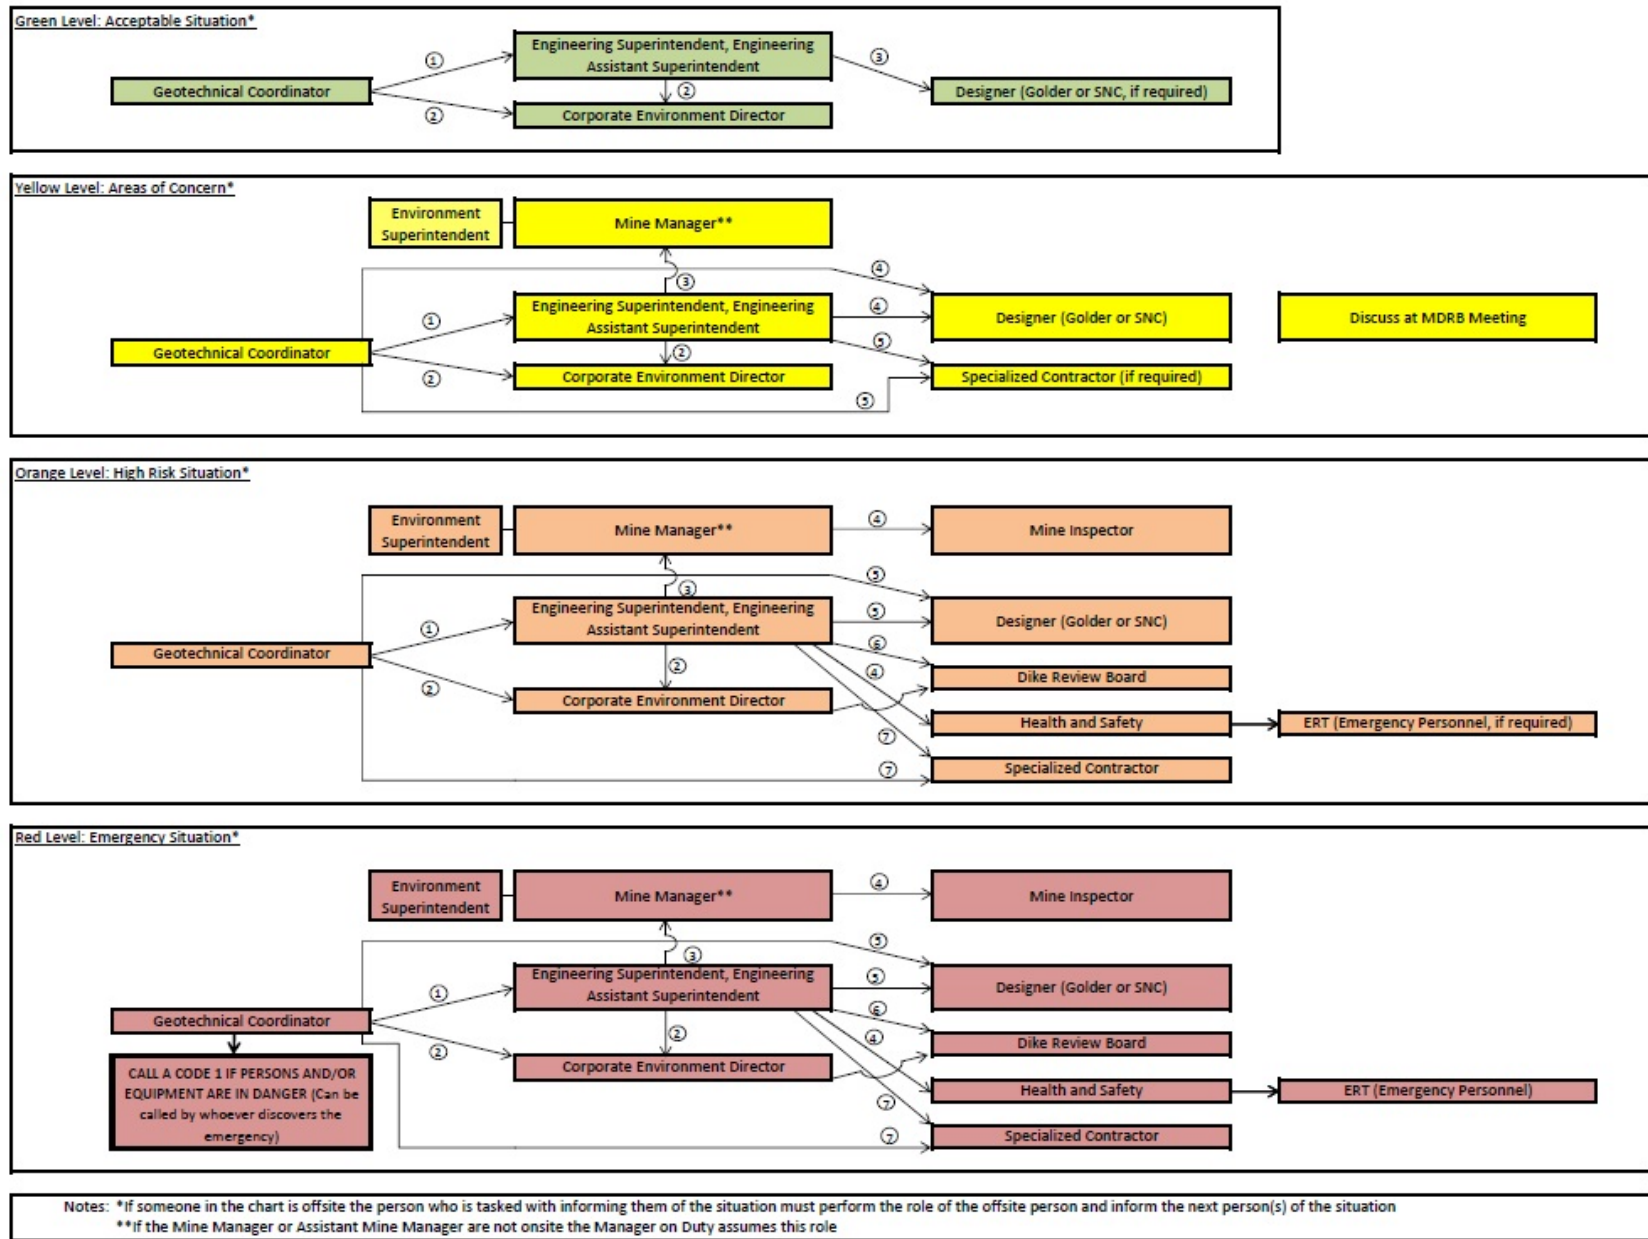 Green Level: Acceptable Situation*
Engineering Superintendent, Engineering
Assistant Superintendent
①
③
Geotechnical Coordinator
②
Designer (Golder or SNC, if required)
②
Corporate Environment Director
Yellow Level: Areas of Concern*
Environment
Superintendent
Mine Manager**
④
③
Engineering Superintendent, Engineering
Assistant Superintendent
④
Designer (Golder or SNC)
Discuss at MDRB Meeting
①
⑤
Geotechnical Coordinator
②
②
Corporate Environment Director
Specialized Contractor (if required)
⑤
Orange Level: High Risk Situation*
Environment
Superintendent
Mine Manager**
④
Mine Inspector
⑤
③
Engineering Superintendent, Engineering
Assistant Superintendent
⑤
Designer (Golder or SNC)
①
⑥
Geotechnical Coordinator
②
④
Dike Review Board
②
Corporate Environment Director
Health and Safety
ERT (Emergency Personnel, if required)
⑦
Specialized Contractor
⑦
Red Level: Emergency Situation*
Environment
Superintendent
Mine Manager**
④
Mine Inspector
⑤
③
Engineering Superintendent, Engineering
Assistant Superintendent
⑤
Designer (Golder or SNC)
①
⑥
Geotechnical Coordinator
②
④
Dike Review Board
②
Corporate Environment Director
CALL A CODE 1 IF PERSONS AND/OR
EQUIPMENT ARE IN DANGER (Can be
called by whoever discovers the
emergency)
Health and Safety
ERT (Emergency Personnel)
⑦
Specialized Contractor
⑦
Notes: *If someone in the chart is offsite the person who is tasked with informing them of the situation must perform the role of the offsite person and inform the next person(s) of the situation
**If the Mine Manager or Assistant Mine Manager are not onsite the Manager on Duty assumes this role